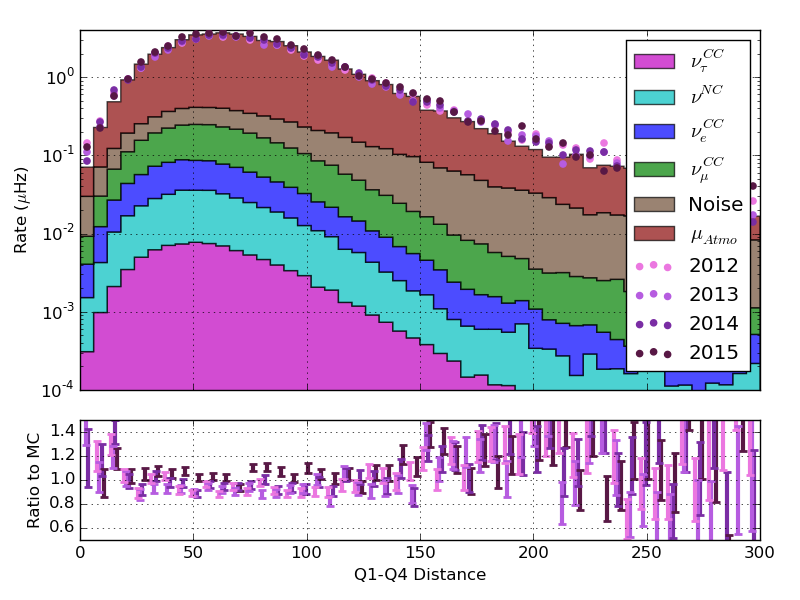 Rate (μHz)
10⁰
10⁻¹
10⁻²
10⁻³
10⁻⁴
ν_τ^CC
ν^NC
ν_e^CC
ν_μ^CC
Noise
μ_Atmo
2012
2013
2014
2015
Ratio to MC
1.4
1.2
1.0
0.8
0.6
0 50 100 150 200 250 300
Q1-Q4 Distance